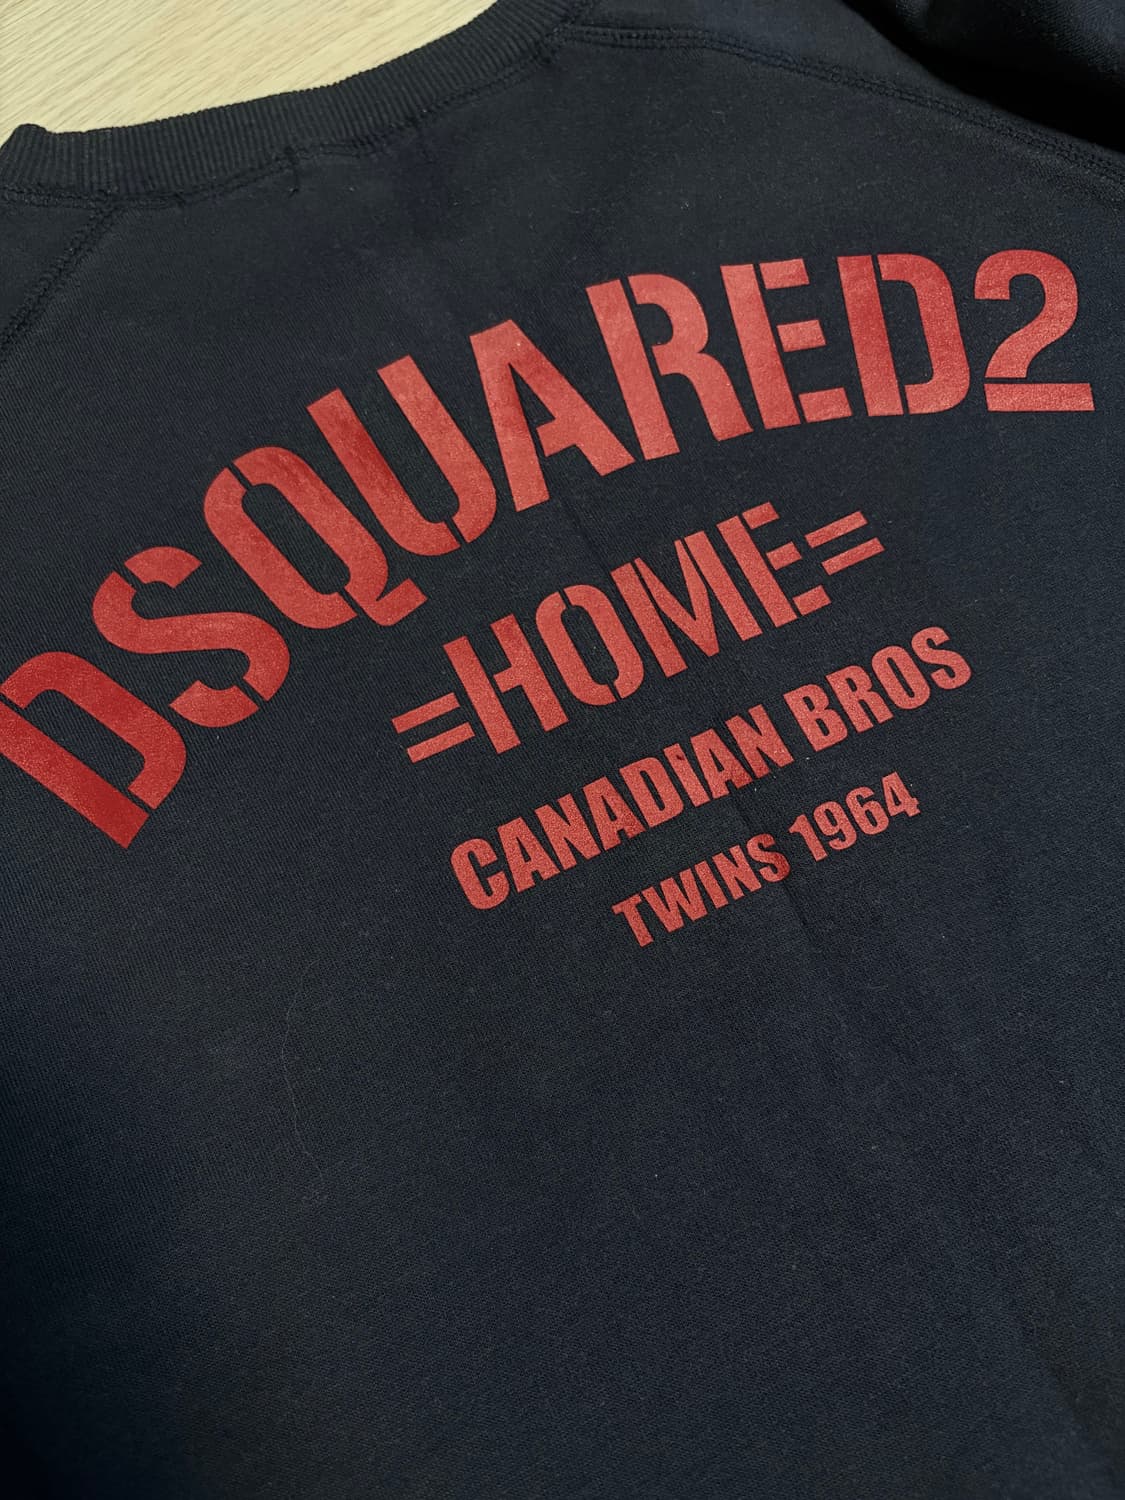 DSQUARED2
=HOME=
CANADIAN BROS
TWINS 1964